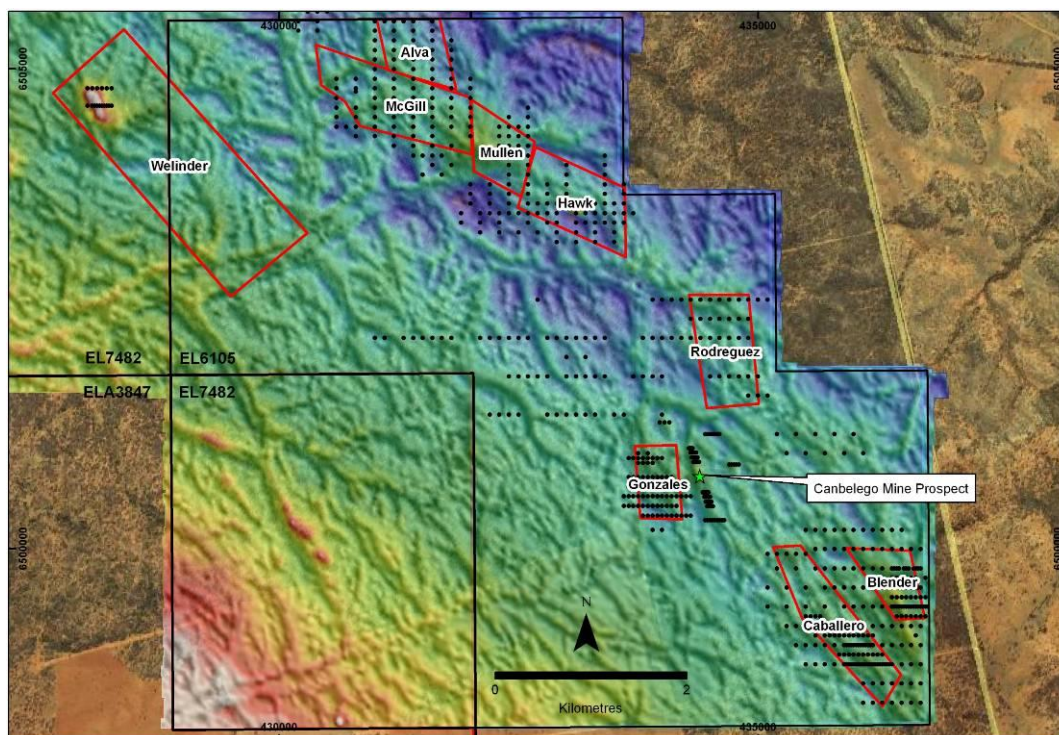 430000
435000
6505000
6505000
Alva
McGill
Mullen
Welinder
Hawk
Rodreguez
EL7482
EL6105
ELA3847
EL7482
Gonzales
Canbelego Mine Prospect
6500000
6500000
Blender
Caballero
N
0
2
Kilometres
430000
435000